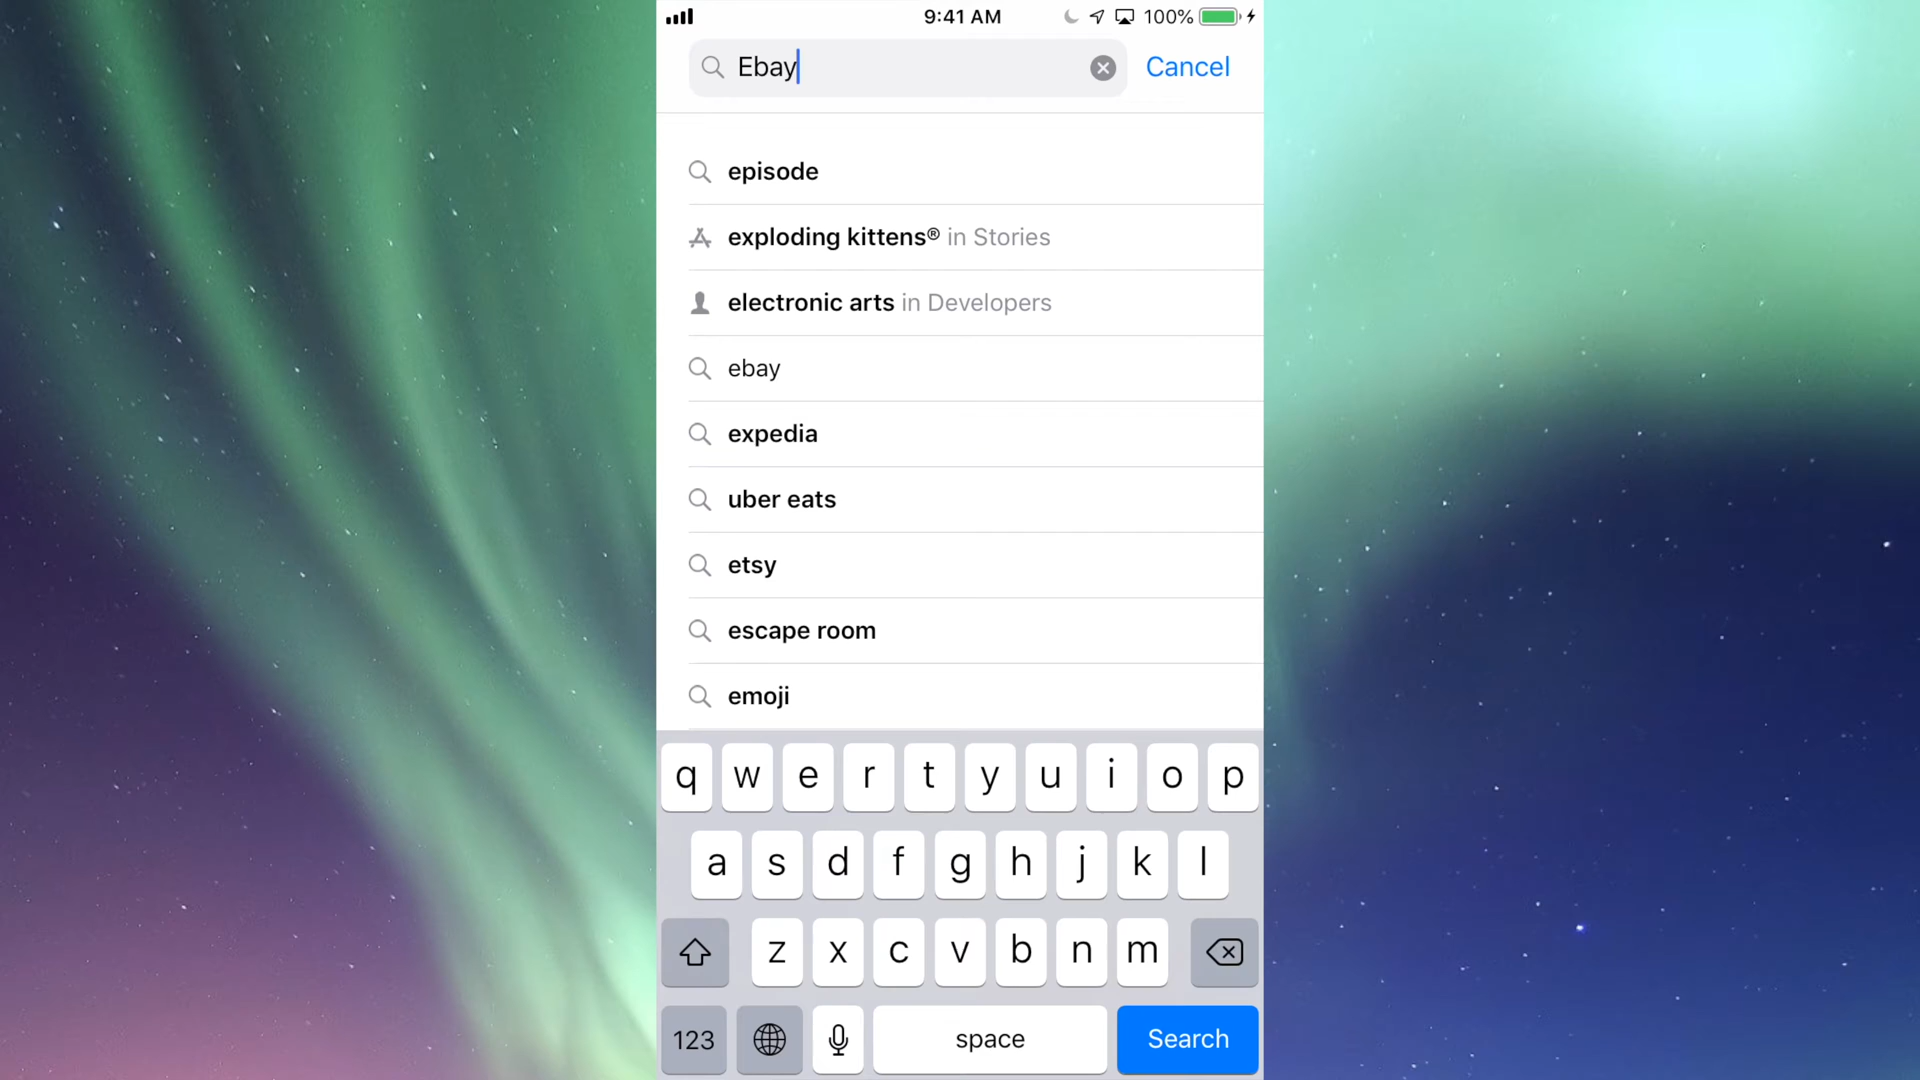 9:41 AM 100%
Ebay Cancel
episode
exploding kittens® in Stories
electronic arts in Developers
ebay
expedia
uber eats
etsy
escape room
emoji
q w e r t y u i o p
a s d f g h j k l
z x c v b n m
123 space Search